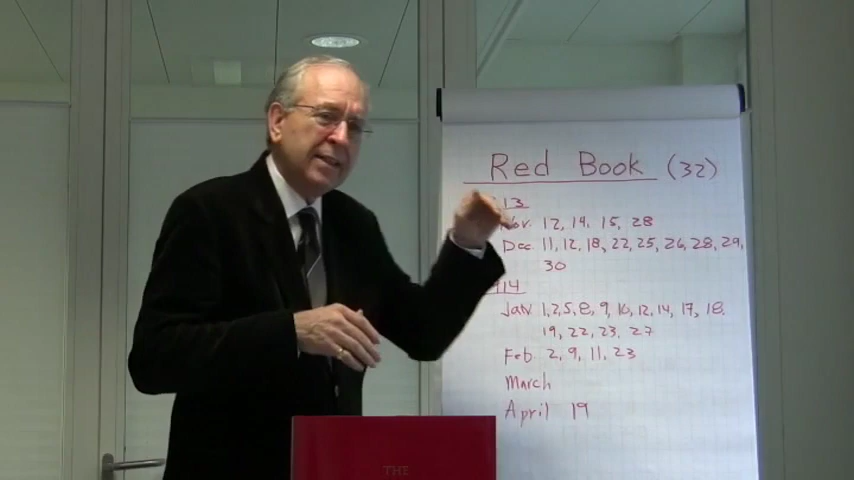 Red Book (32)
13
Nov. 12, 14, 15, 28
Dec 11, 12, 18, 22, 25, 26, 28, 29,
30
914
Jan 1, 2, 5, 8, 9, 10, 12, 14, 17, 18,
19, 22, 23, 27
Feb 2, 9, 11, 23
March
April 19
THE